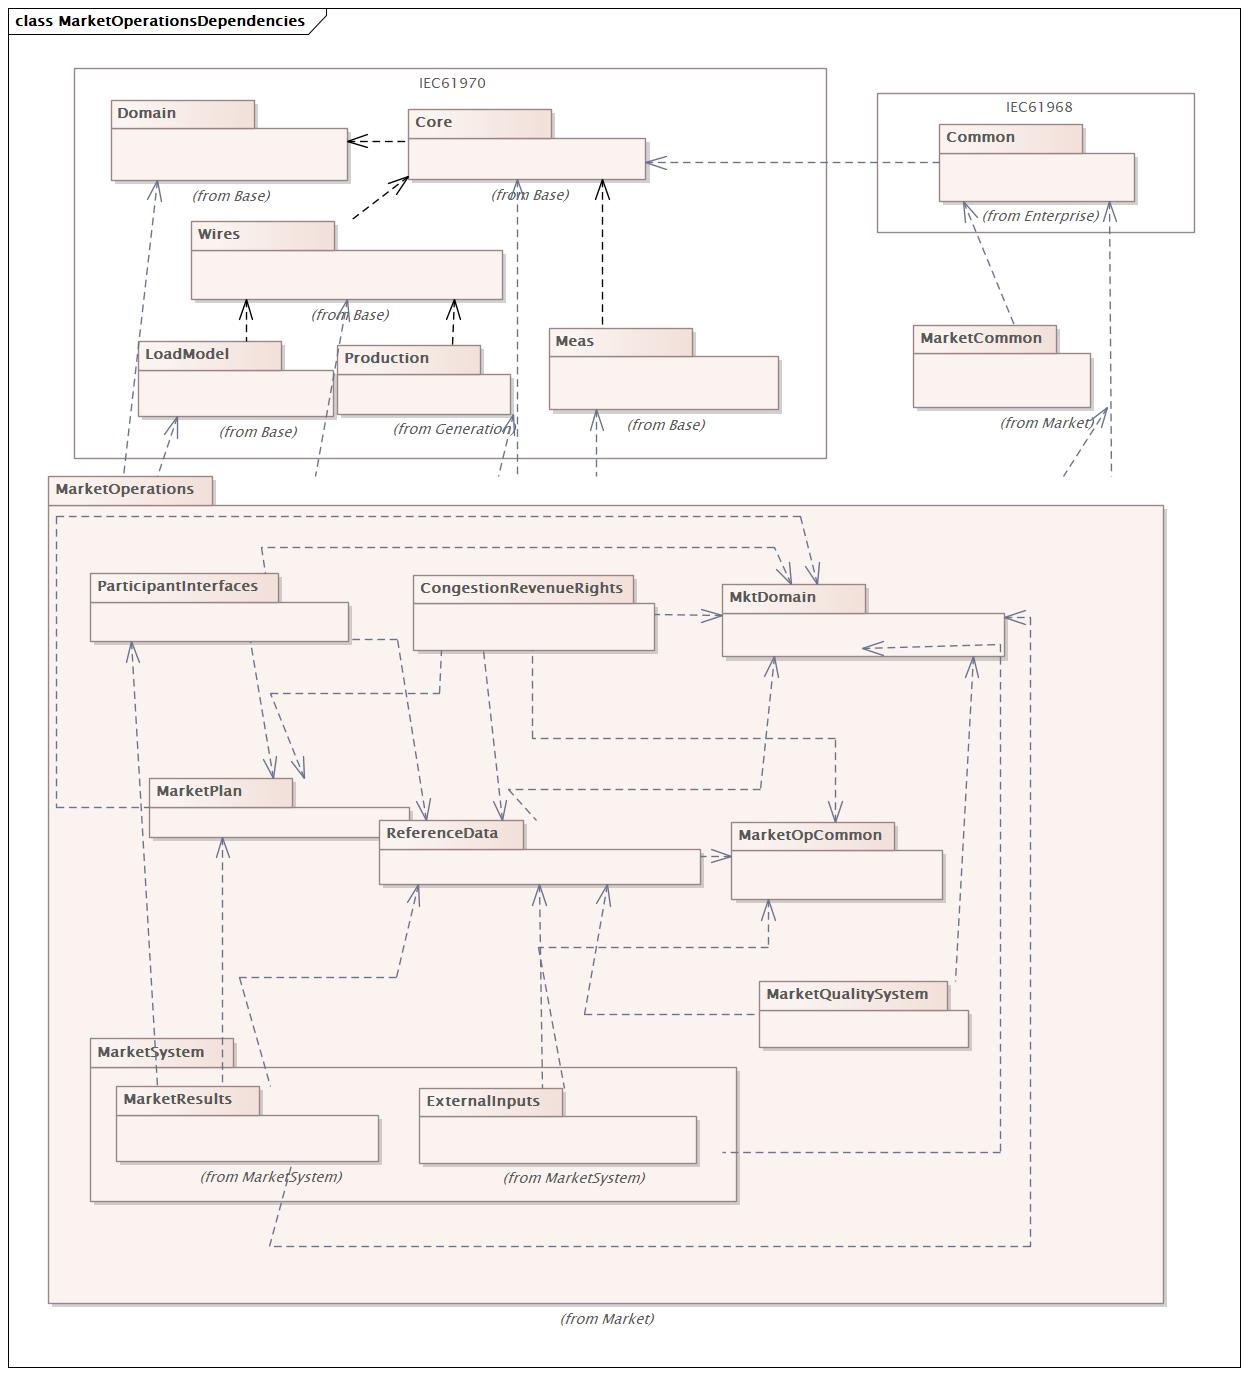 class MarketOperationsDependencies
IEC61970
IEC61968
Domain
(from Base)
Core
(from Base)
Common
(from Enterprise)
Wires
(from Base)
LoadModel
(from Base)
Production
(from Generation)
Meas
(from Base)
MarketCommon
(from Market)
MarketOperations
ParticipantInterfaces
CongestionRevenueRights
MktDomain
MarketPlan
ReferenceData
MarketOpCommon
MarketQualitySystem
MarketSystem
MarketResults
(from MarketSystem)
ExternalInputs
(from MarketSystem)
(from Market)